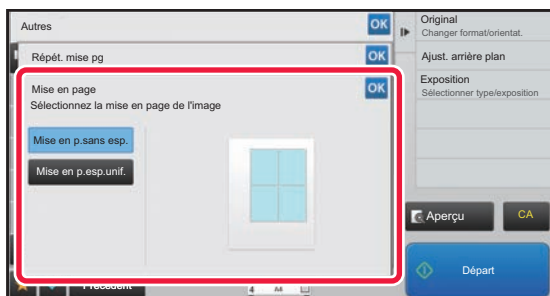 Autres
OK
Répét. mise pg
OK
Mise en page
OK
Sélectionnez la mise en page de l'image
Mise en p.sans esp.
Mise en p.esp.unif.
Original
Changer format/orientat.
Ajust. arrière plan
Exposition
Sélectionner type/exposition
Aperçu
CA
Départ
Précédent
4
A4